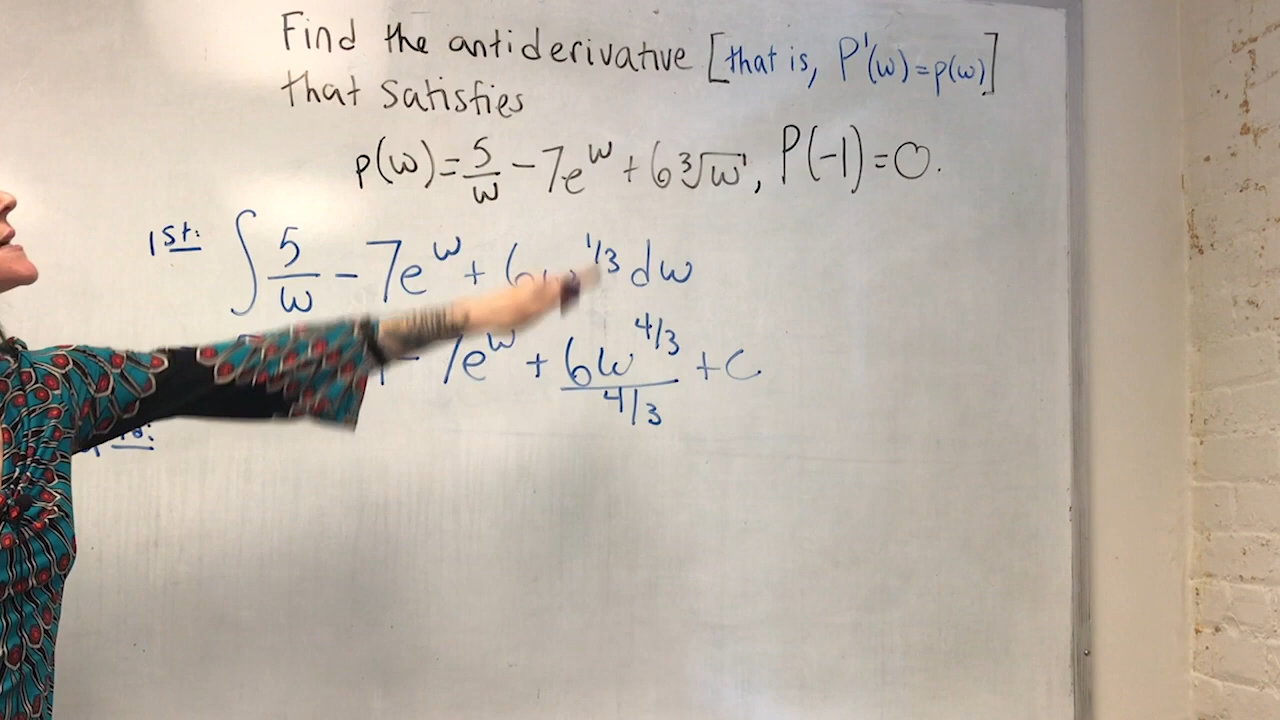 Find the antiderivative [that is, P'(w)=p(w)]
that satisfies
p(w)=5/w - 7e^w + 6∛w, P(-1)=0.
1st: ∫ 5/w - 7e^w + 6w^1/3 dw
- 7e^w + 6w^4/3 / 4/3 + C